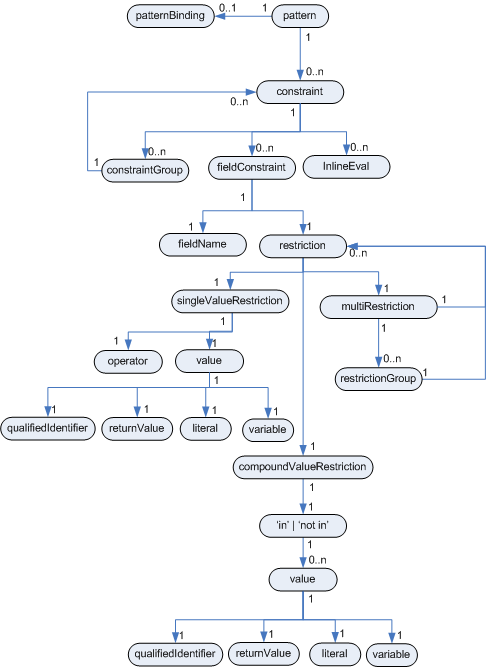 patternBinding 0..1 1 pattern
1
0..n
constraint
0..n 1
0..n 0..n 0..n
1 constraintGroup fieldConstraint InlineEval
1
1 1
fieldName restriction 0..n
1 1
singleValueRestriction multiRestriction 1
1 1
1 1
operator value 0..n
restrictionGroup 1
1
1 1 1 1
qualifiedIdentifier returnValue literal variable
1
compoundValueRestriction
1
1
‘in’ | ‘not in’
1
0..n
value
1
1 1 1 1
qualifiedIdentifier returnValue literal variable